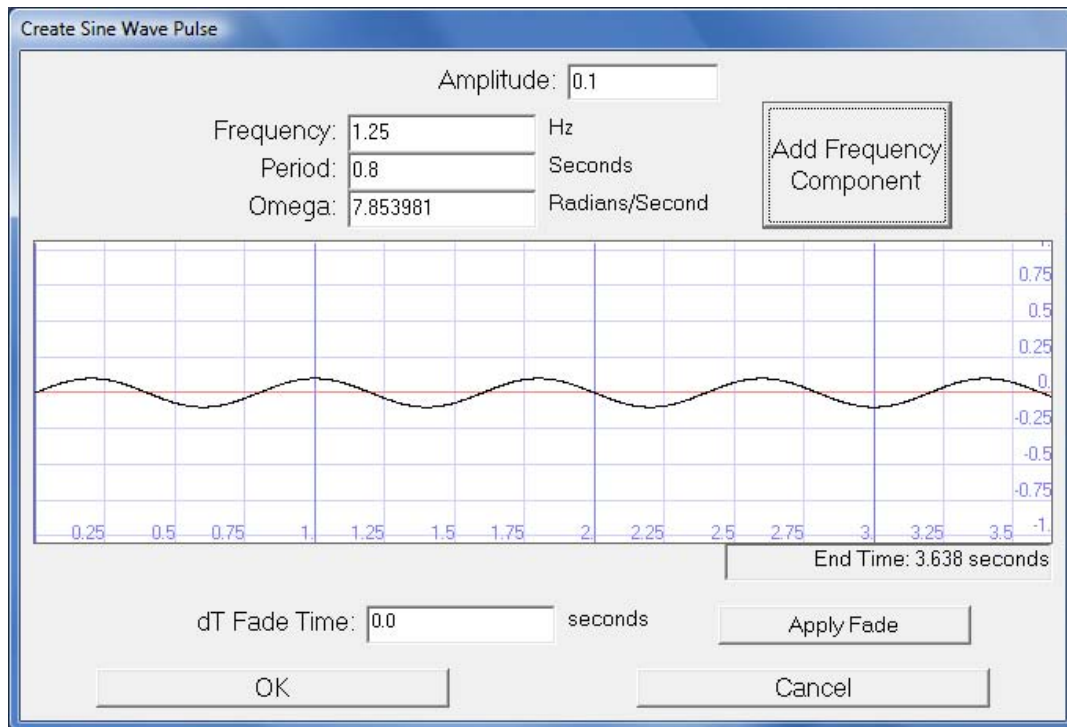 Create Sine Wave Pulse
Amplitude: 0.1
Frequency: 1.25 Hz
Period: 0.8 Seconds
Omega: 7.853981 Radians/Second
Add Frequency
Component
0.75
0.5
0.25
0.
-0.25
-0.5
-0.75
0.25 0.5 0.75 1. 1.25 1.5 1.75 2. 2.25 2.5 2.75 3. 3.25 3.5 -1.
End Time: 3.638 seconds
dT Fade Time: 0.0 seconds Apply Fade
OK Cancel